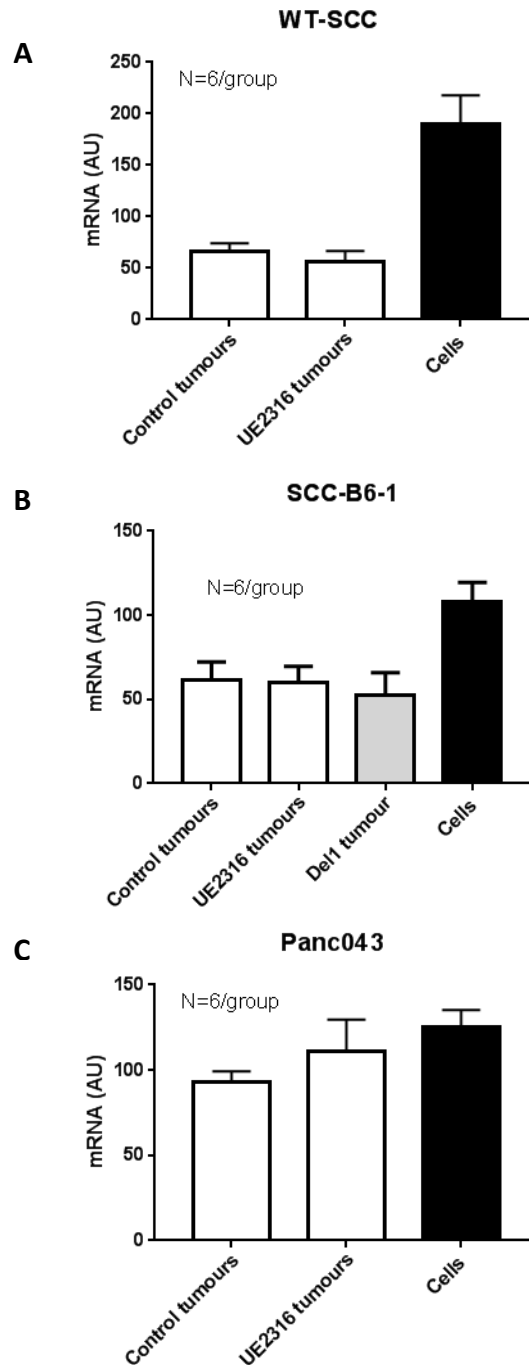 WT-SCC
A
250
N=6/group
200
150
mRNA (AU)
100
50
0
Control tumours
UE2316 tumours
Cells
SCC-B6-1
B
150
N=6/group
100
mRNA (AU)
50
0
Control tumours
UE2316 tumours
Del1 tumour
Cells
Panc043
C
150
N=6/group
100
mRNA (AU)
50
0
Control tumours
UE2316 tumours
Cells